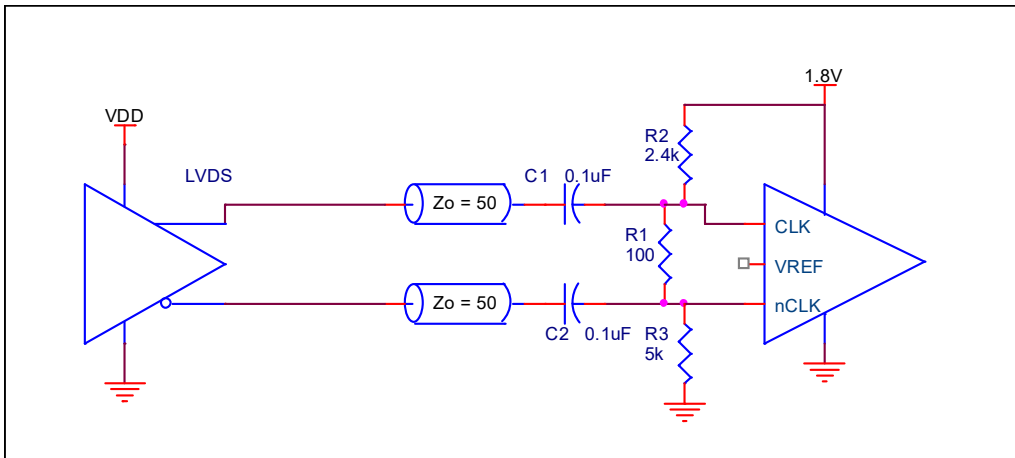 1.8V
VDD
R2
2.4k
LVDS
C1 0.1uF
Zo = 50
CLK
R1
100
VREF
Zo = 50
nCLK
C2 0.1uF
R3
5k